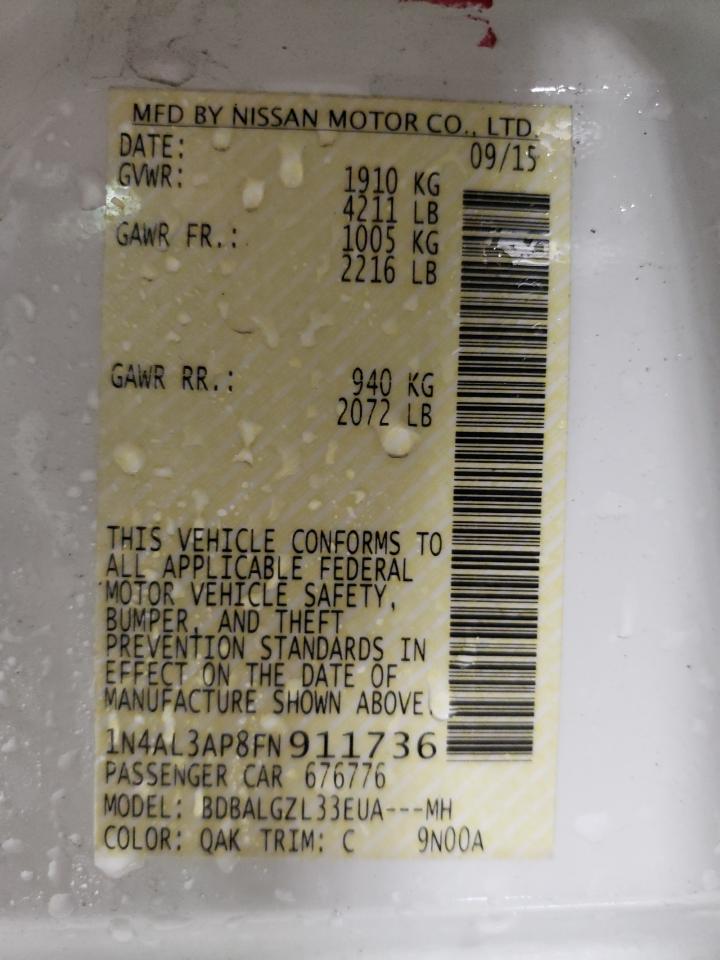 MFD BY NISSAN MOTOR CO., LTD.
DATE: 09/15
GVWR: 1910 KG
4211 LB
GAWR FR.: 1005 KG
2216 LB
GAWR RR.: 940 KG
2072 LB
THIS VEHICLE CONFORMS TO
ALL APPLICABLE FEDERAL
MOTOR VEHICLE SAFETY,
BUMPER, AND THEFT
PREVENTION STANDARDS IN
EFFECT ON THE DATE OF
MANUFACTURE SHOWN ABOVE.
1N4AL3AP8FN911736
PASSENGER CAR 676776
MODEL: BDBALGZL33EUA---MH
COLOR: QAK TRIM: C 9N00A